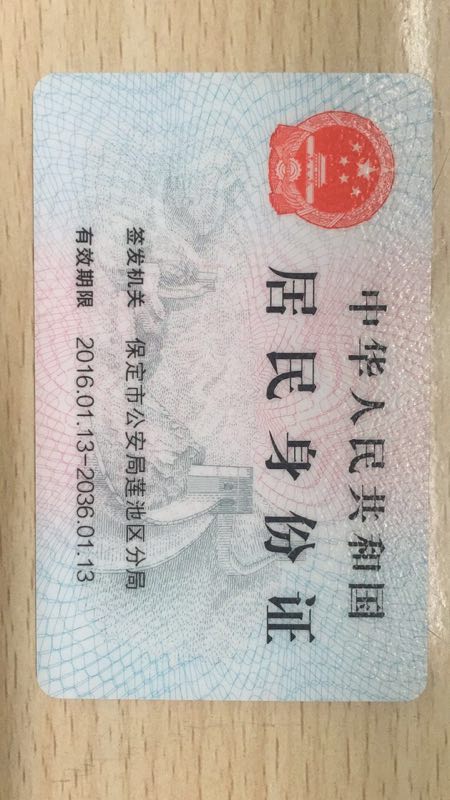 中华人民共和国
居民身份证
签发机关 保定市公安局莲池区分局
有效期限 2016.01.13-2036.01.13